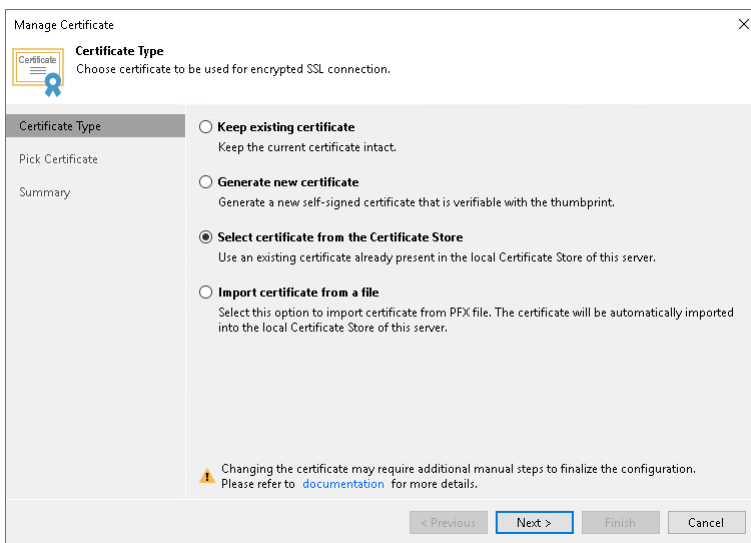 Manage Certificate
Certificate
Certificate Type
Choose certificate to be used for encrypted SSL connection.
Certificate Type
Pick Certificate
Summary
Keep existing certificate
Keep the current certificate intact.
Generate new certificate
Generate a new self-signed certificate that is verifiable with the thumbprint.
Select certificate from the Certificate Store
Use an existing certificate already present in the local Certificate Store of this server.
Import certificate from a file
Select this option to import certificate from PFX file. The certificate will be automatically imported
into the local Certificate Store of this server.
Changing the certificate may require additional manual steps to finalize the configuration.
Please refer to documentation for more details.
< Previous Next > Finish Cancel